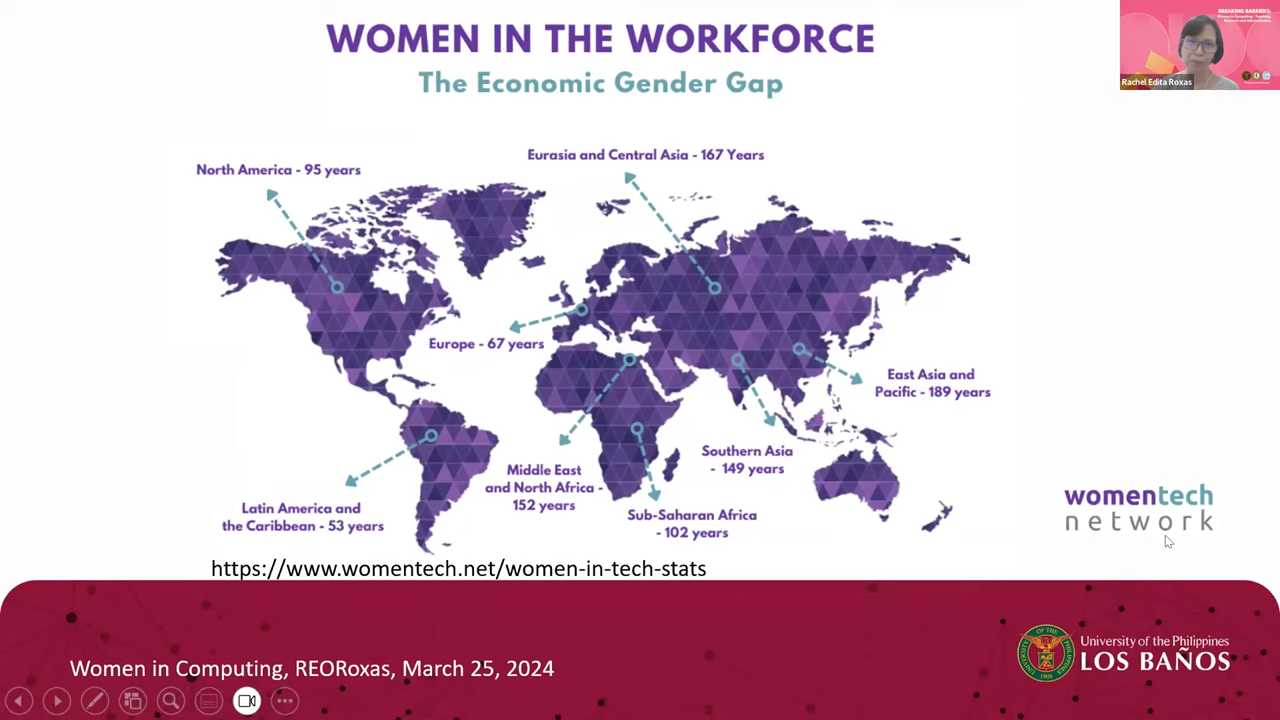 WOMEN IN THE WORKFORCE
The Economic Gender Gap
BREAKING BARRIERS:
Rachel Edita Roxas
North America - 95 years
Eurasia and Central Asia - 167 Years
Europe - 67 years
East Asia and
Pacific - 189 years
Southern Asia
- 149 years
Middle East
and North Africa -
152 years
Sub-Saharan Africa
- 102 years
Latin America and
the Caribbean - 53 years
womentech
network
https://www.womentech.net/women-in-tech-stats
Women in Computing, REORoxas, March 25, 2024
University of the Philippines
LOS BAÑOS